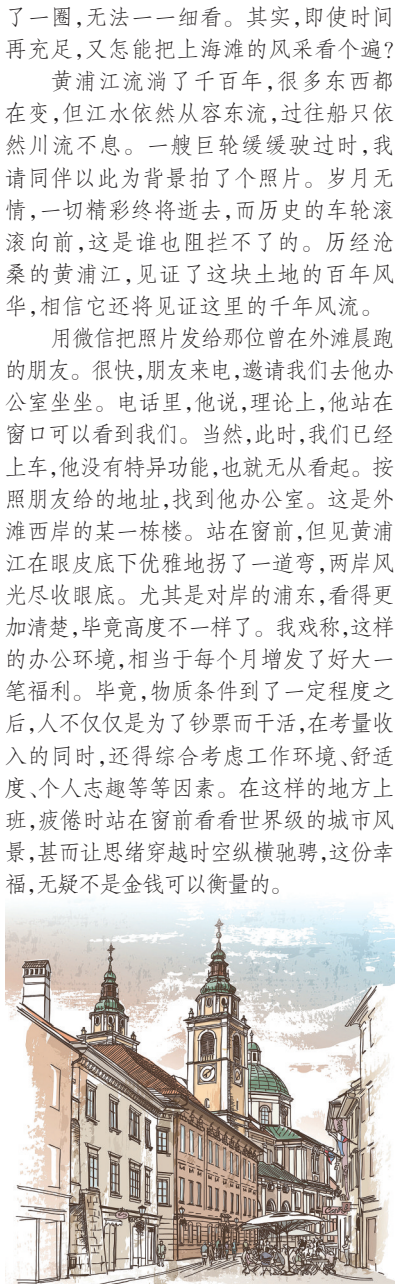 了一圈,无法一一细看。其实,即使时间
再充足,又怎能把上海滩的风采看个遍?
黄浦江流淌了千百年,很多东西都
在变,但江水依然从容东流,过往船只依
然川流不息。一艘巨轮缓缓驶过时,我
请同伴以此为背景拍了个照片。岁月无
情,一切精彩终将逝去,而历史的车轮滚
滚向前,这是谁也阻拦不了的。历经沧
桑的黄浦江,见证了这块土地的百年风
华,相信它还将见证这里的千年风流。
用微信把照片发给那位曾在外滩晨跑
的朋友。很快,朋友来电,邀请我们去他办
公室坐坐。电话里,他说,理论上,他站在
窗口可以看到我们。当然,此时,我们已经
上车,他没有特异功能,也就无从看起。按
照朋友给的地址,找到他办公室。这是外
滩西岸的某一栋楼。站在窗前,但见黄浦
江在眼皮底下优雅地拐了一道弯,两岸风
光尽收眼底。尤其是对岸的浦东,看得更
加清楚,毕竟高度不一样了。我戏称,这样
的办公环境,相当于每个月增发了好大一
笔福利。毕竟,物质条件到了一定程度之
后,人不仅仅是为了钞票而干活,在考量收
入的同时,还得综合考虑工作环境、舒适
度、个人志趣等等因素。在这样的地方上
班,疲倦时站在窗前看看世界级的城市风
景,甚而让思绪穿越时空纵横驰骋,这份幸
福,无疑不是金钱可以衡量的。